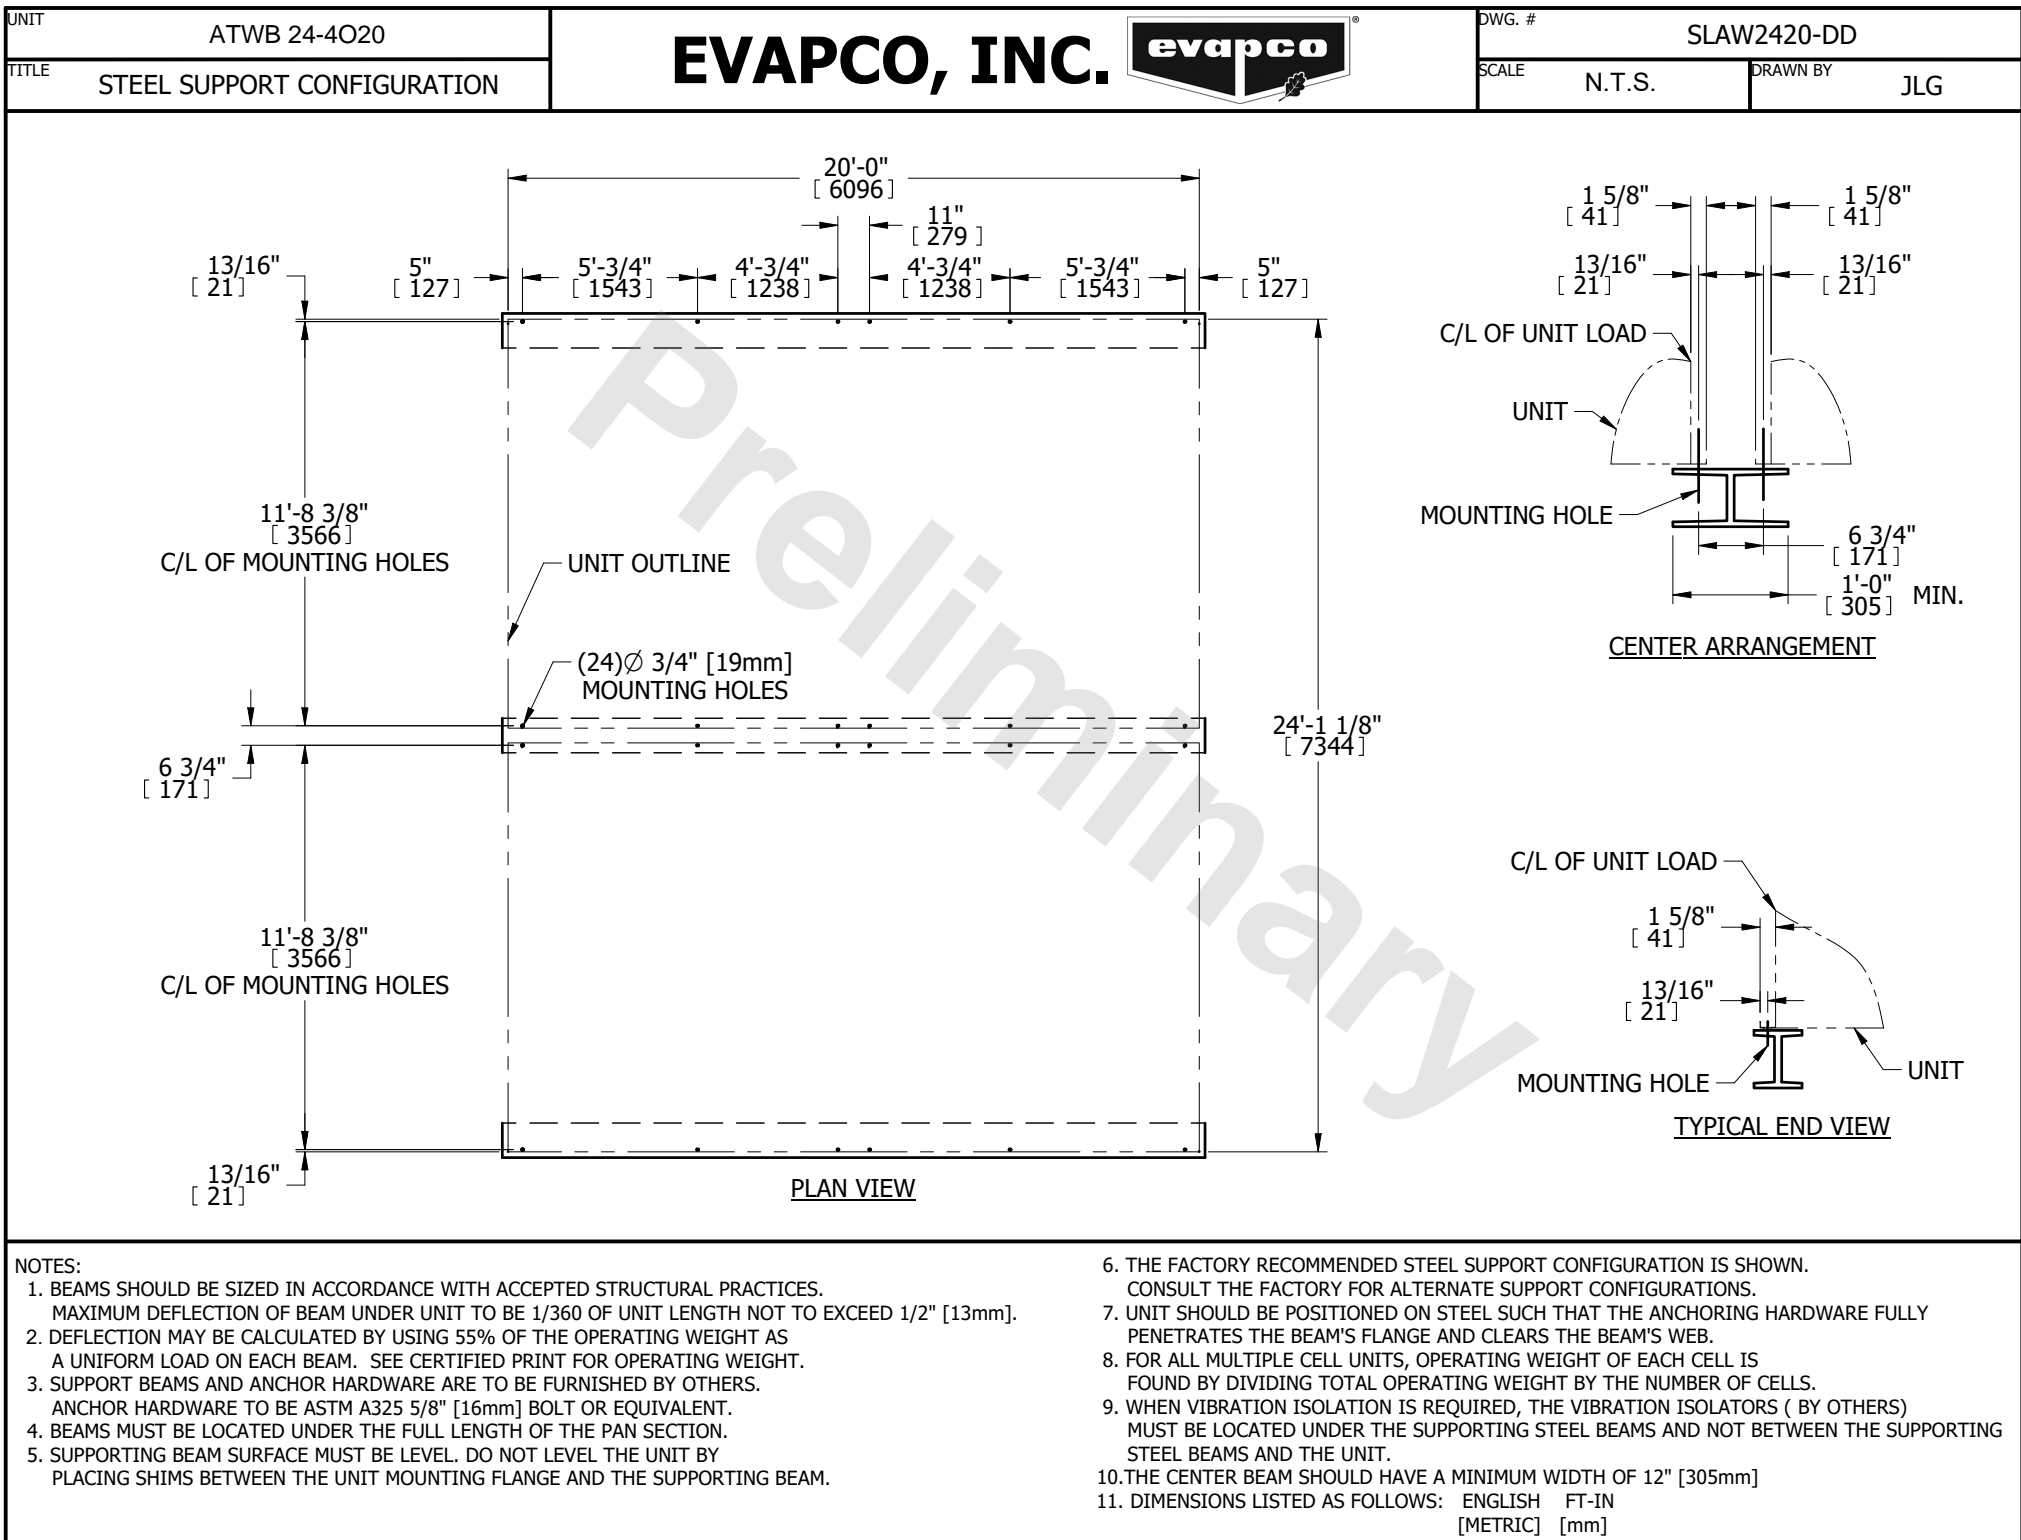 UNIT
ATWB 24-4O20
TITLE
STEEL SUPPORT CONFIGURATION
EVAPCO, INC.
evapco
®
DWG. #
SLAW2420-DD
SCALE
N.T.S.
DRAWN BY
JLG
20'-0"
[ 6096 ]
11"
[ 279 ]
13/16"
[ 21 ]
5"
[ 127 ]
5'-3/4"
[ 1543 ]
4'-3/4"
[ 1238 ]
4'-3/4"
[ 1238 ]
5'-3/4"
[ 1543 ]
5"
[ 127 ]
11'-8 3/8"
[ 3566 ]
C/L OF MOUNTING HOLES
UNIT OUTLINE
(24)Ø 3/4" [19mm]
MOUNTING HOLES
6 3/4"
[ 171 ]
24'-1 1/8"
[ 7344 ]
11'-8 3/8"
[ 3566 ]
C/L OF MOUNTING HOLES
13/16"
[ 21 ]
PLAN VIEW
Preliminary
1 5/8"
[ 41 ]
1 5/8"
[ 41 ]
13/16"
[ 21 ]
13/16"
[ 21 ]
C/L OF UNIT LOAD
UNIT
MOUNTING HOLE
6 3/4"
[ 171 ]
1'-0"
[ 305 ] MIN.
CENTER ARRANGEMENT
C/L OF UNIT LOAD
1 5/8"
[ 41 ]
13/16"
[ 21 ]
MOUNTING HOLE
UNIT
TYPICAL END VIEW
NOTES:
1. BEAMS SHOULD BE SIZED IN ACCORDANCE WITH ACCEPTED STRUCTURAL PRACTICES.
MAXIMUM DEFLECTION OF BEAM UNDER UNIT TO BE 1/360 OF UNIT LENGTH NOT TO EXCEED 1/2" [13mm].
2. DEFLECTION MAY BE CALCULATED BY USING 55% OF THE OPERATING WEIGHT AS
A UNIFORM LOAD ON EACH BEAM. SEE CERTIFIED PRINT FOR OPERATING WEIGHT.
3. SUPPORT BEAMS AND ANCHOR HARDWARE ARE TO BE FURNISHED BY OTHERS.
ANCHOR HARDWARE TO BE ASTM A325 5/8" [16mm] BOLT OR EQUIVALENT.
4. BEAMS MUST BE LOCATED UNDER THE FULL LENGTH OF THE PAN SECTION.
5. SUPPORTING BEAM SURFACE MUST BE LEVEL. DO NOT LEVEL THE UNIT BY
PLACING SHIMS BETWEEN THE UNIT MOUNTING FLANGE AND THE SUPPORTING BEAM.
6. THE FACTORY RECOMMENDED STEEL SUPPORT CONFIGURATION IS SHOWN.
CONSULT THE FACTORY FOR ALTERNATE SUPPORT CONFIGURATIONS.
7. UNIT SHOULD BE POSITIONED ON STEEL SUCH THAT THE ANCHORING HARDWARE FULLY
PENETRATES THE BEAM'S FLANGE AND CLEARS THE BEAM'S WEB.
8. FOR ALL MULTIPLE CELL UNITS, OPERATING WEIGHT OF EACH CELL IS
FOUND BY DIVIDING TOTAL OPERATING WEIGHT BY THE NUMBER OF CELLS.
9. WHEN VIBRATION ISOLATION IS REQUIRED, THE VIBRATION ISOLATORS ( BY OTHERS)
MUST BE LOCATED UNDER THE SUPPORTING STEEL BEAMS AND NOT BETWEEN THE SUPPORTING
STEEL BEAMS AND THE UNIT.
10.THE CENTER BEAM SHOULD HAVE A MINIMUM WIDTH OF 12" [305mm]
11. DIMENSIONS LISTED AS FOLLOWS: ENGLISH FT-IN
[METRIC] [mm]